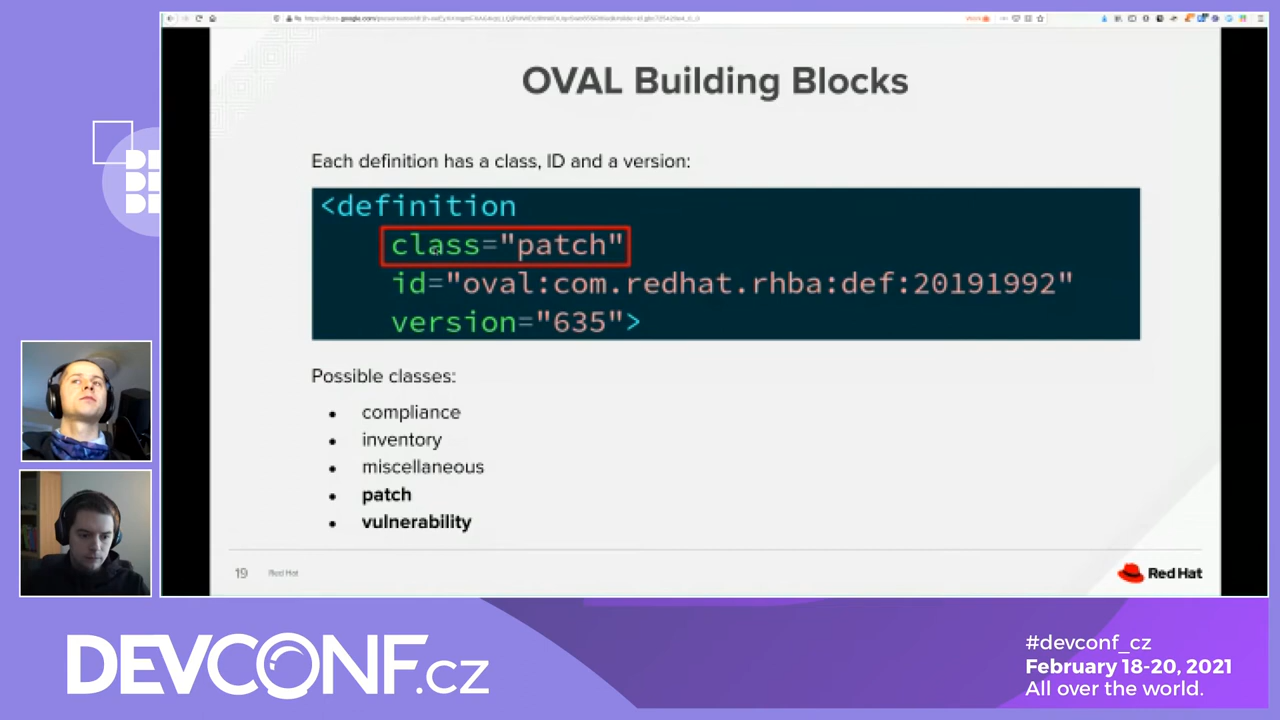 OVAL Building Blocks
Each definition has a class, ID and a version:
<definition
class="patch"
id="oval:com.redhat.rhba:def:20191992"
version="635">
Possible classes:
• compliance
• inventory
• miscellaneous
• patch
• vulnerability
19 Red Hat
Red Hat
DEVCONF.cz
#devconf_cz
February 18-20, 2021
All over the world.